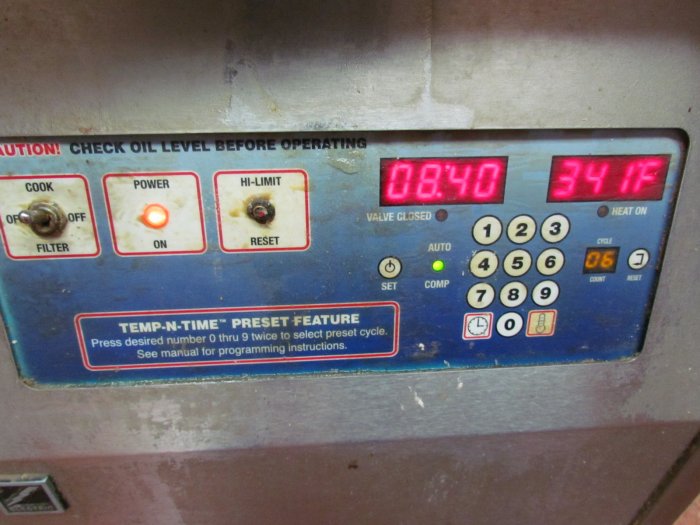 AUTION! CHECK OIL LEVEL BEFORE OPERATING
COOK
OF OFF
FILTER
POWER
ON
HI-LIMIT
RESET
08:40
341F
VALVE CLOSED
HEAT ON
AUTO
COMP
SET
1 2 3
4 5 6
7 8 9
0
CYCLE
06
COUNT
RESET
TEMP-N-TIME™ PRESET FEATURE
Press desired number 0 thru 9 twice to select preset cycle.
See manual for programming instructions.